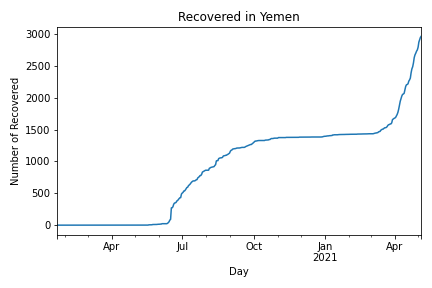 Recovered in Yemen
3000
2500
2000
1500
1000
500
0
Number of Recovered
Apr
Jul
Oct
Jan
2021
Apr
Day